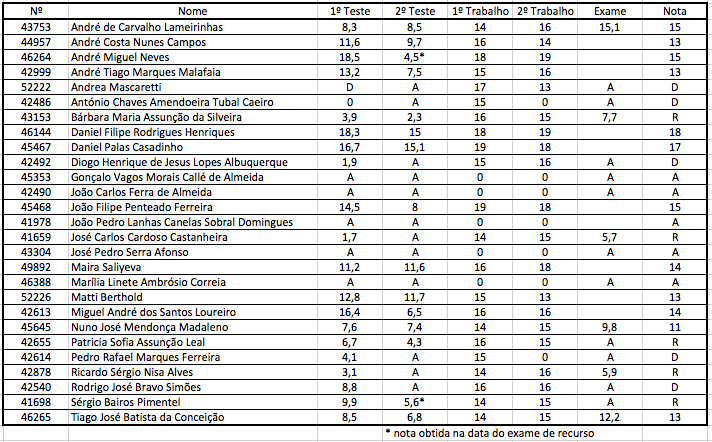 Nº Nome 1º Teste 2º Teste 1º Trabalho 2º Trabalho Exame Nota
43753 André de Carvalho Lameirinhas 8,3 8,5 14 16 15,1 15
44957 André Costa Nunes Campos 11,6 9,7 16 14 13
46264 André Miguel Neves 18,5 4,5* 18 19 15
42999 André Tiago Marques Malafaia 13,2 7,5 15 16 13
52222 Andrea Mascaretti D A 17 13 A D
42486 António Chaves Amendoeira Tubal Caeiro 0 A 15 0 A D
43153 Bárbara Maria Assunção da Silveira 3,9 2,3 16 15 7,7 R
46144 Daniel Filipe Rodrigues Henriques 18,3 15 18 19 18
45467 Daniel Palas Casadinho 16,7 15,1 19 18 17
42492 Diogo Henrique de Jesus Lopes Albuquerque 1,9 A 15 16 A D
45353 Gonçalo Vagos Morais Callé de Almeida A A 0 0 A A
42490 João Carlos Ferra de Almeida A A 0 0 A A
45468 João Filipe Penteado Ferreira 14,5 8 19 18 15
41978 João Pedro Lanhas Canelas Sobral Domingues A A 0 0 A
41659 José Carlos Cardoso Castanheira 1,7 A 14 15 5,7 R
43304 José Pedro Serra Afonso A A 0 0 A A
49892 Maira Saliyeva 11,2 11,6 16 18 14
46388 Marília Linete Ambrósio Correia A A 0 0 A A
52226 Matti Berthold 12,8 11,7 15 13 13
42613 Miguel André dos Santos Loureiro 16,4 6,5 16 16 14
45645 Nuno José Mendonça Madaleno 7,6 7,4 14 15 9,8 11
42655 Patricia Sofia Assunção Leal 6,7 4,3 16 15 A R
42614 Pedro Rafael Marques Ferreira 4,1 A 15 0 A D
42878 Ricardo Sérgio Nisa Alves 3,1 A 14 16 5,9 R
42540 Rodrigo José Bravo Simões 8,8 A 16 16 A D
41698 Sérgio Bairos Pimentel 9,9 5,6* 14 15 A R
46265 Tiago José Batista da Conceição 8,5 6,8 14 15 12,2 13
* nota obtida na data do exame de recurso